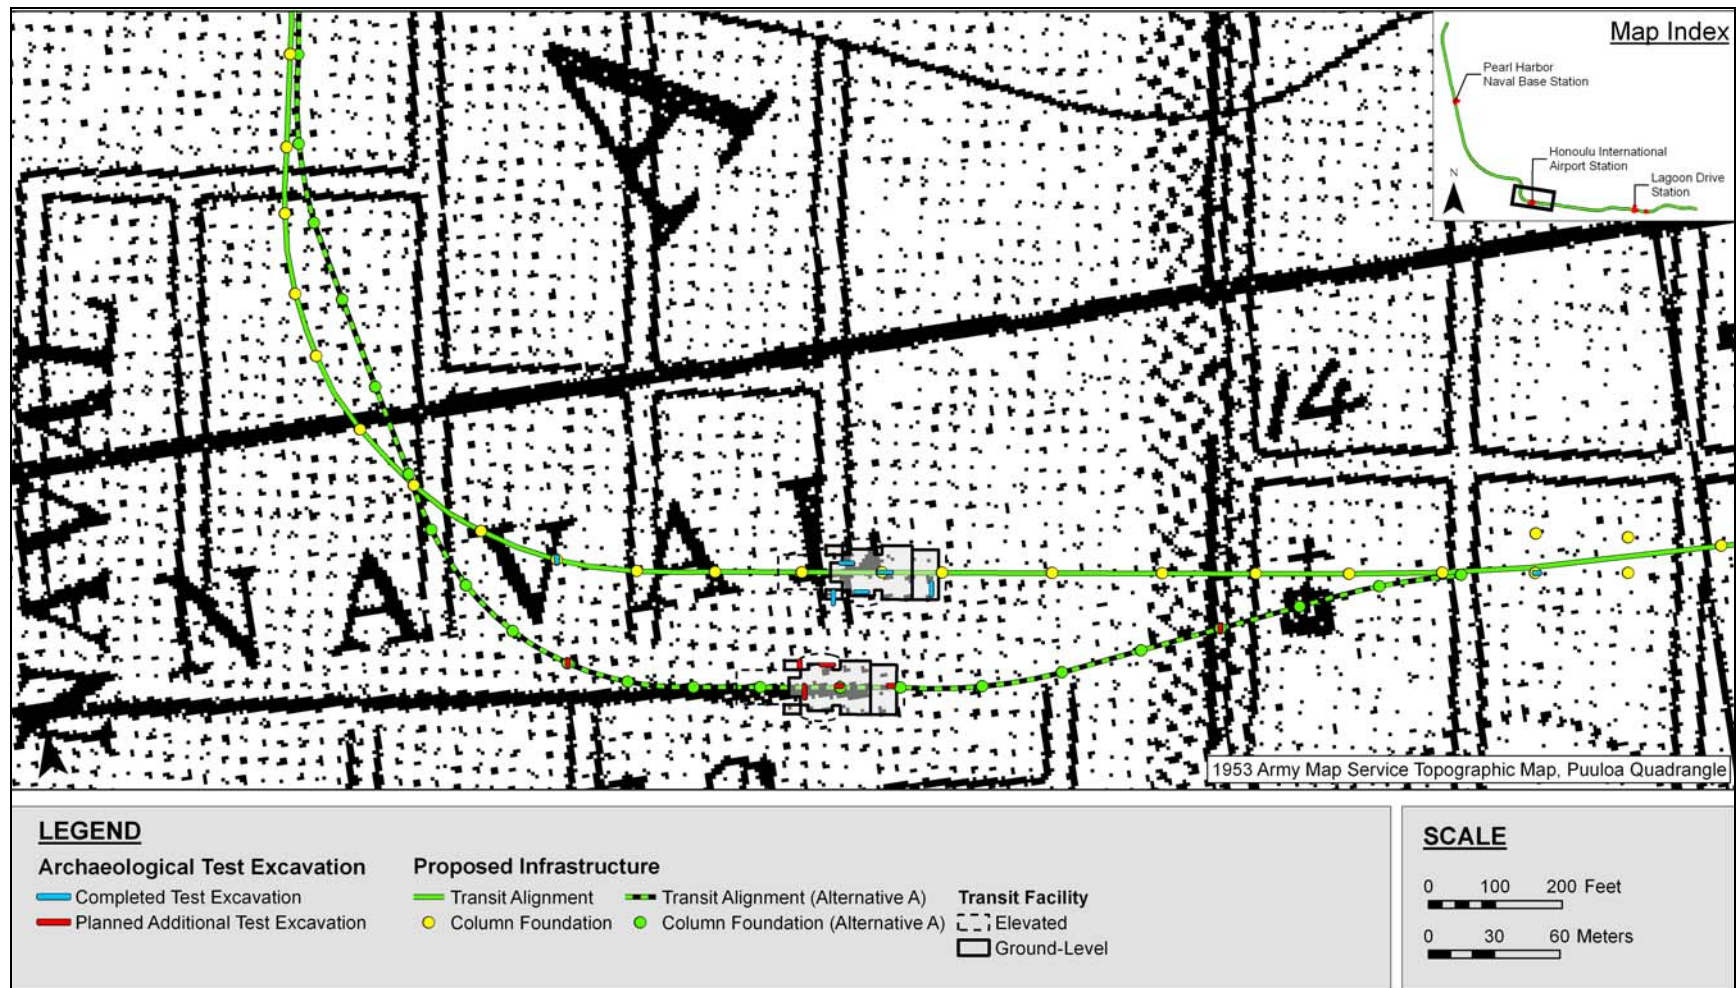 Map Index
Pearl Harbor
Naval Base Station
Honoulu International
Airport Station
Lagoon Drive
Station
N
14
NAVAL
1953 Army Map Service Topographic Map, Puuloa Quadrangle
LEGEND
Archaeological Test Excavation
Completed Test Excavation
Planned Additional Test Excavation
Proposed Infrastructure
Transit Alignment
Transit Alignment (Alternative A)
Column Foundation
Column Foundation (Alternative A)
Transit Facility
Elevated
Ground-Level
SCALE
0 100 200 Feet
0 30 60 Meters